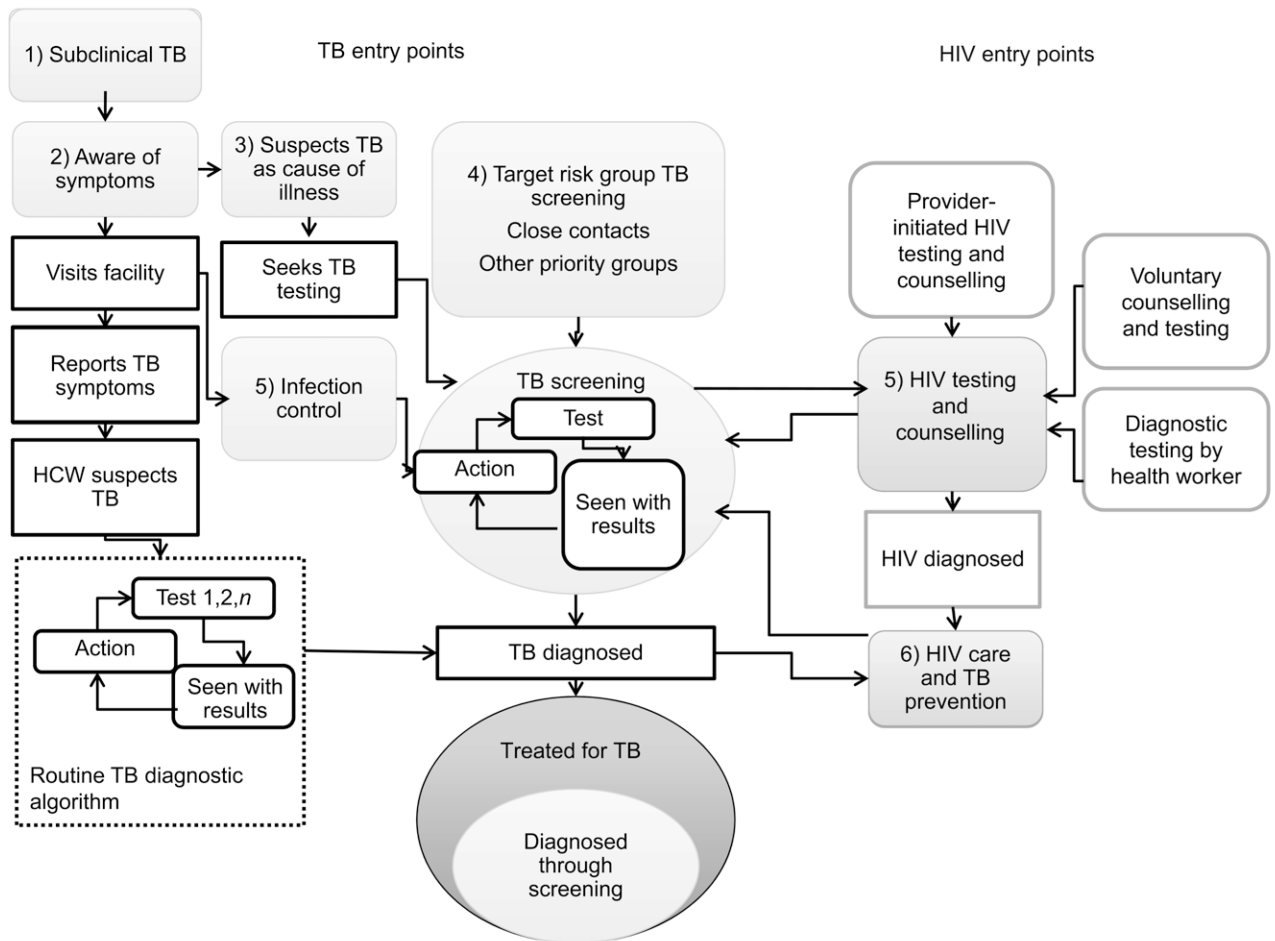 TB entry points
HIV entry points
1) Subclinical TB
2) Aware of
symptoms
3) Suspects TB
as cause of
illness
4) Target risk group TB
screening
Close contacts
Other priority groups
Provider-
initiated HIV
testing and
counselling
Visits facility
Seeks TB
testing
Voluntary
counselling
and testing
Reports TB
symptoms
5) Infection
control
TB screening
Test
Action
Seen with
results
5) HIV testing
and
counselling
Diagnostic
testing by
health worker
HCW suspects
TB
HIV diagnosed
Test 1,2,n
Action
Seen with
results
Routine TB diagnostic
algorithm
TB diagnosed
6) HIV care
and TB
prevention
Treated for TB
Diagnosed
through
screening